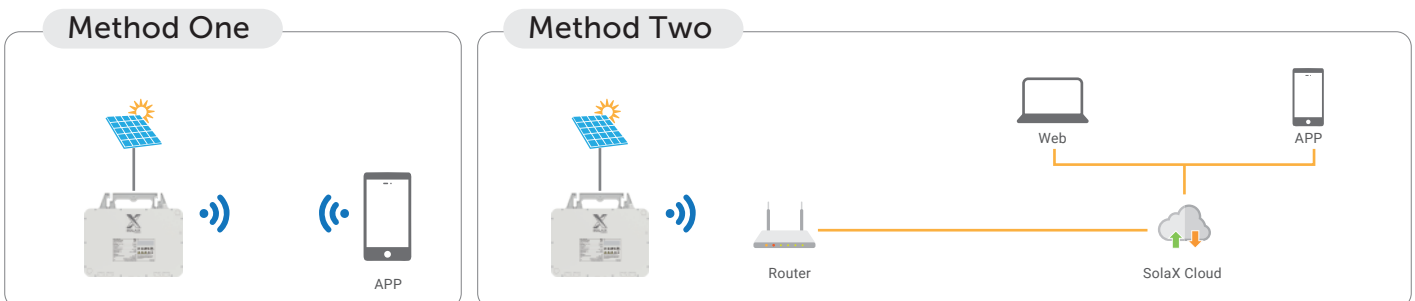 Method One
Method Two
Web
APP
APP
Router
SolaX Cloud